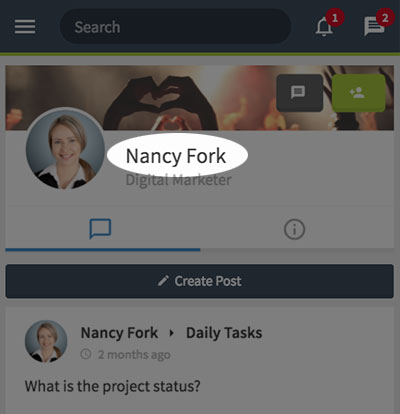 Search
1
2
Nancy Fork
Digital Marketer
Create Post
Nancy Fork Daily Tasks
2 months ago
What is the project status?